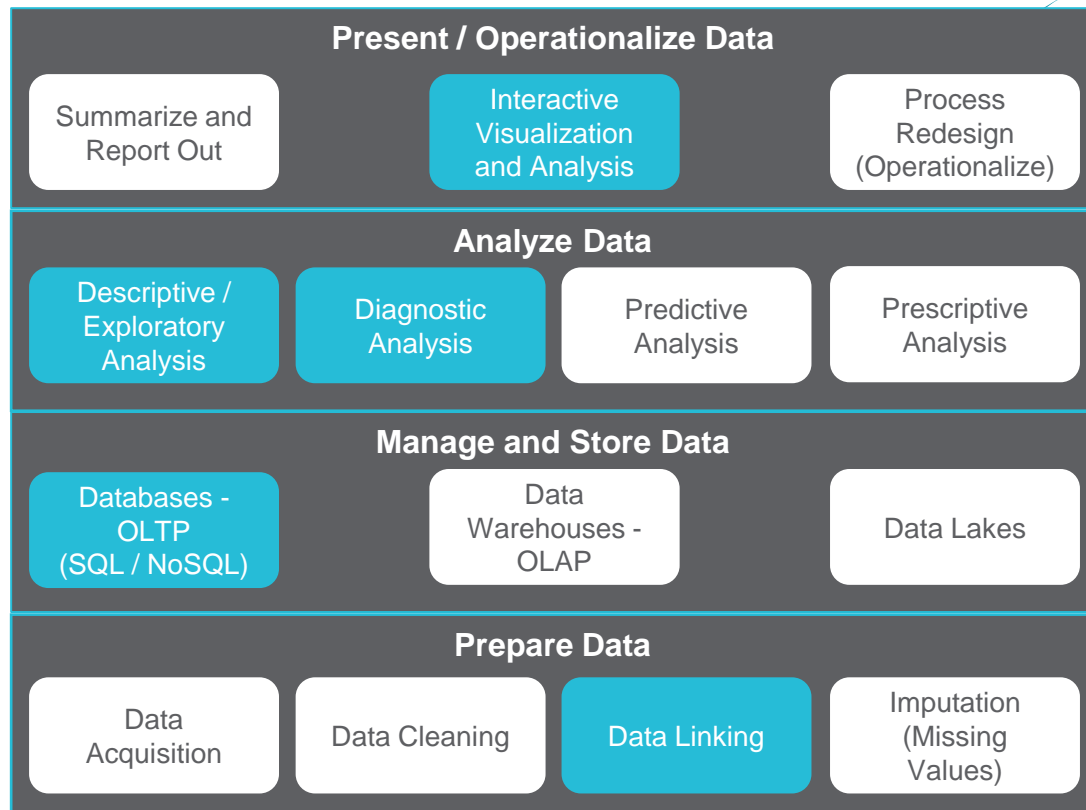 Present / Operationalize Data
Summarize and
Report Out
Interactive
Visualization
and Analysis
Process
Redesign
(Operationalize)
Analyze Data
Descriptive /
Exploratory
Analysis
Diagnostic
Analysis
Predictive
Analysis
Prescriptive
Analysis
Manage and Store Data
Databases -
OLTP
(SQL / NoSQL)
Data
Warehouses -
OLAP
Data Lakes
Prepare Data
Data
Acquisition
Data Cleaning
Data Linking
Imputation
(Missing
Values)